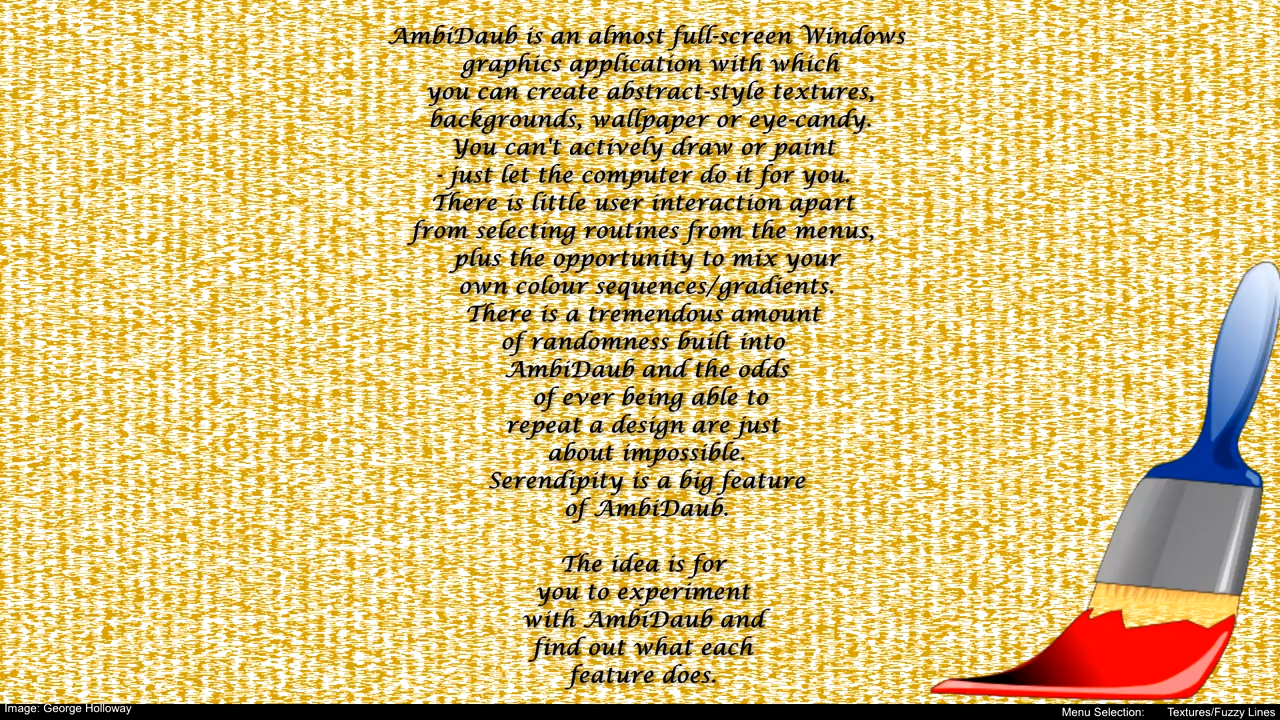 AmbiDaub is an almost full-screen Windows
graphics application with which
you can create abstract-style textures,
backgrounds, wallpaper or eye-candy.
You can't actively draw or paint
- just let the computer do it for you.
There is little user interaction apart
from selecting routines from the menus,
plus the opportunity to mix your
own colour sequences/gradients.
There is a tremendous amount
of randomness built into
AmbiDaub and the odds
of ever being able to
repeat a design are just
about impossible.
Serendipity is a big feature
of AmbiDaub.
The idea is for
you to experiment
with AmbiDaub and
find out what each
feature does.
Image: George Holloway
Menu Selection: Textures/Fuzzy Lines